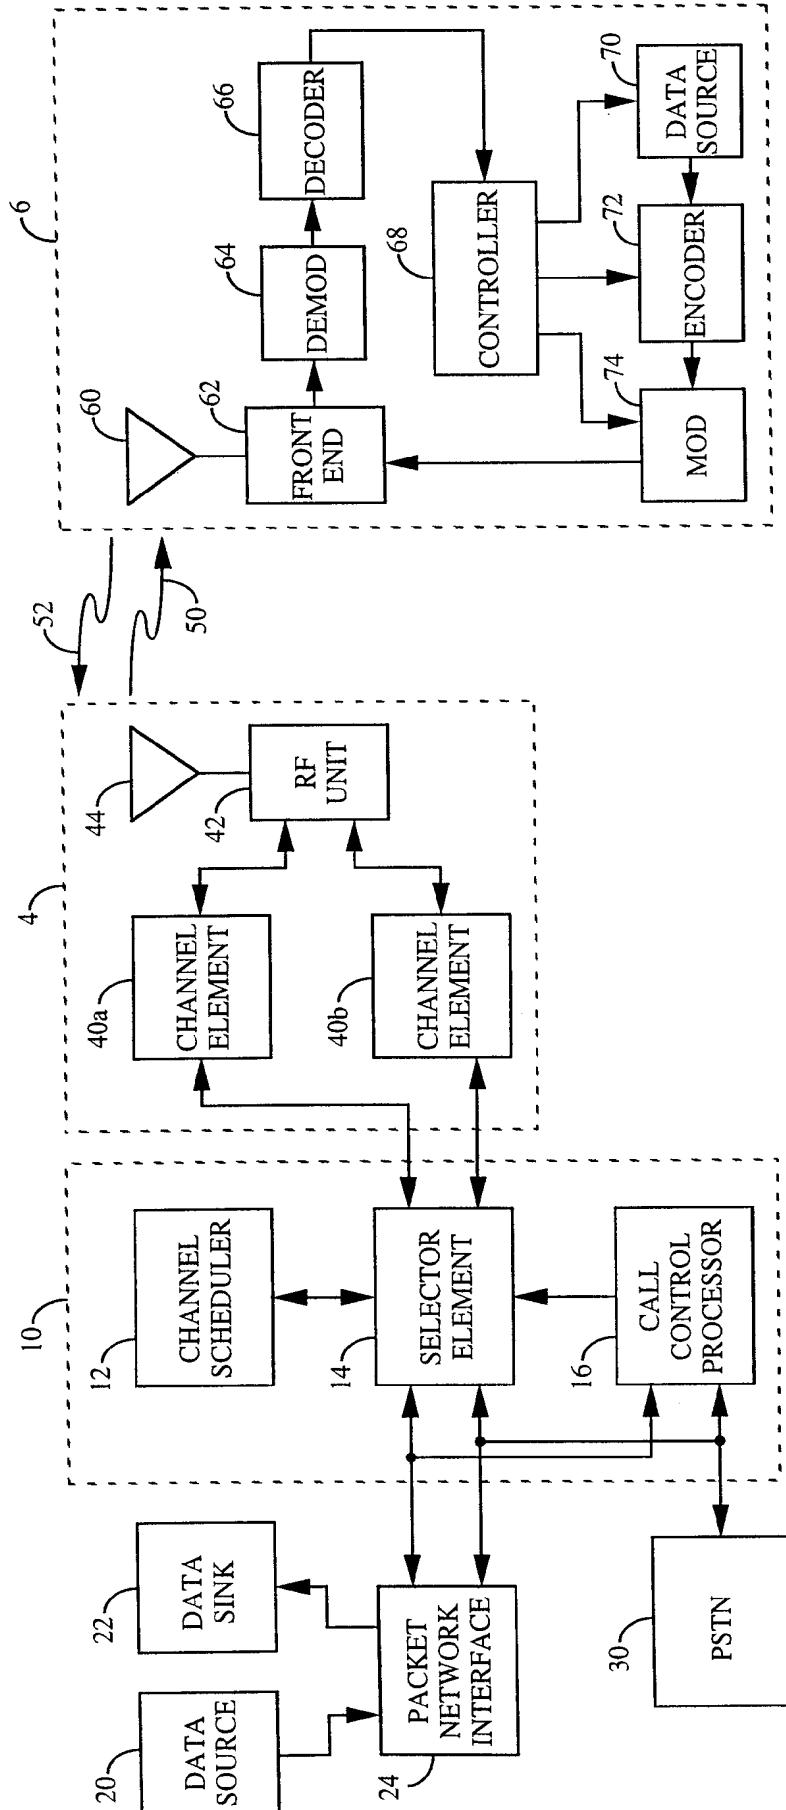 20
DATA
SOURCE
22
DATA
SINK
24
PACKET
NETWORK
INTERFACE
30
PSTN
10
12
CHANNEL
SCHEDULER
14
SELECTOR
ELEMENT
16
CALL
CONTROL
PROCESSOR
4
40a
CHANNEL
ELEMENT
40b
CHANNEL
ELEMENT
44
42
RF
UNIT
52
50
6
60
62
FRONT
END
64
DEMOD
66
DECODER
68
CONTROLLER
70
DATA
SOURCE
72
ENCODER
74
MOD